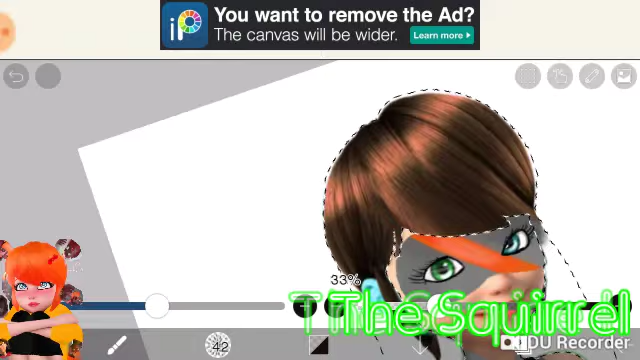 iP
You want to remove the Ad?
The canvas will be wider.
Learn more
33%
42
T The Squirrel
DU Recorder